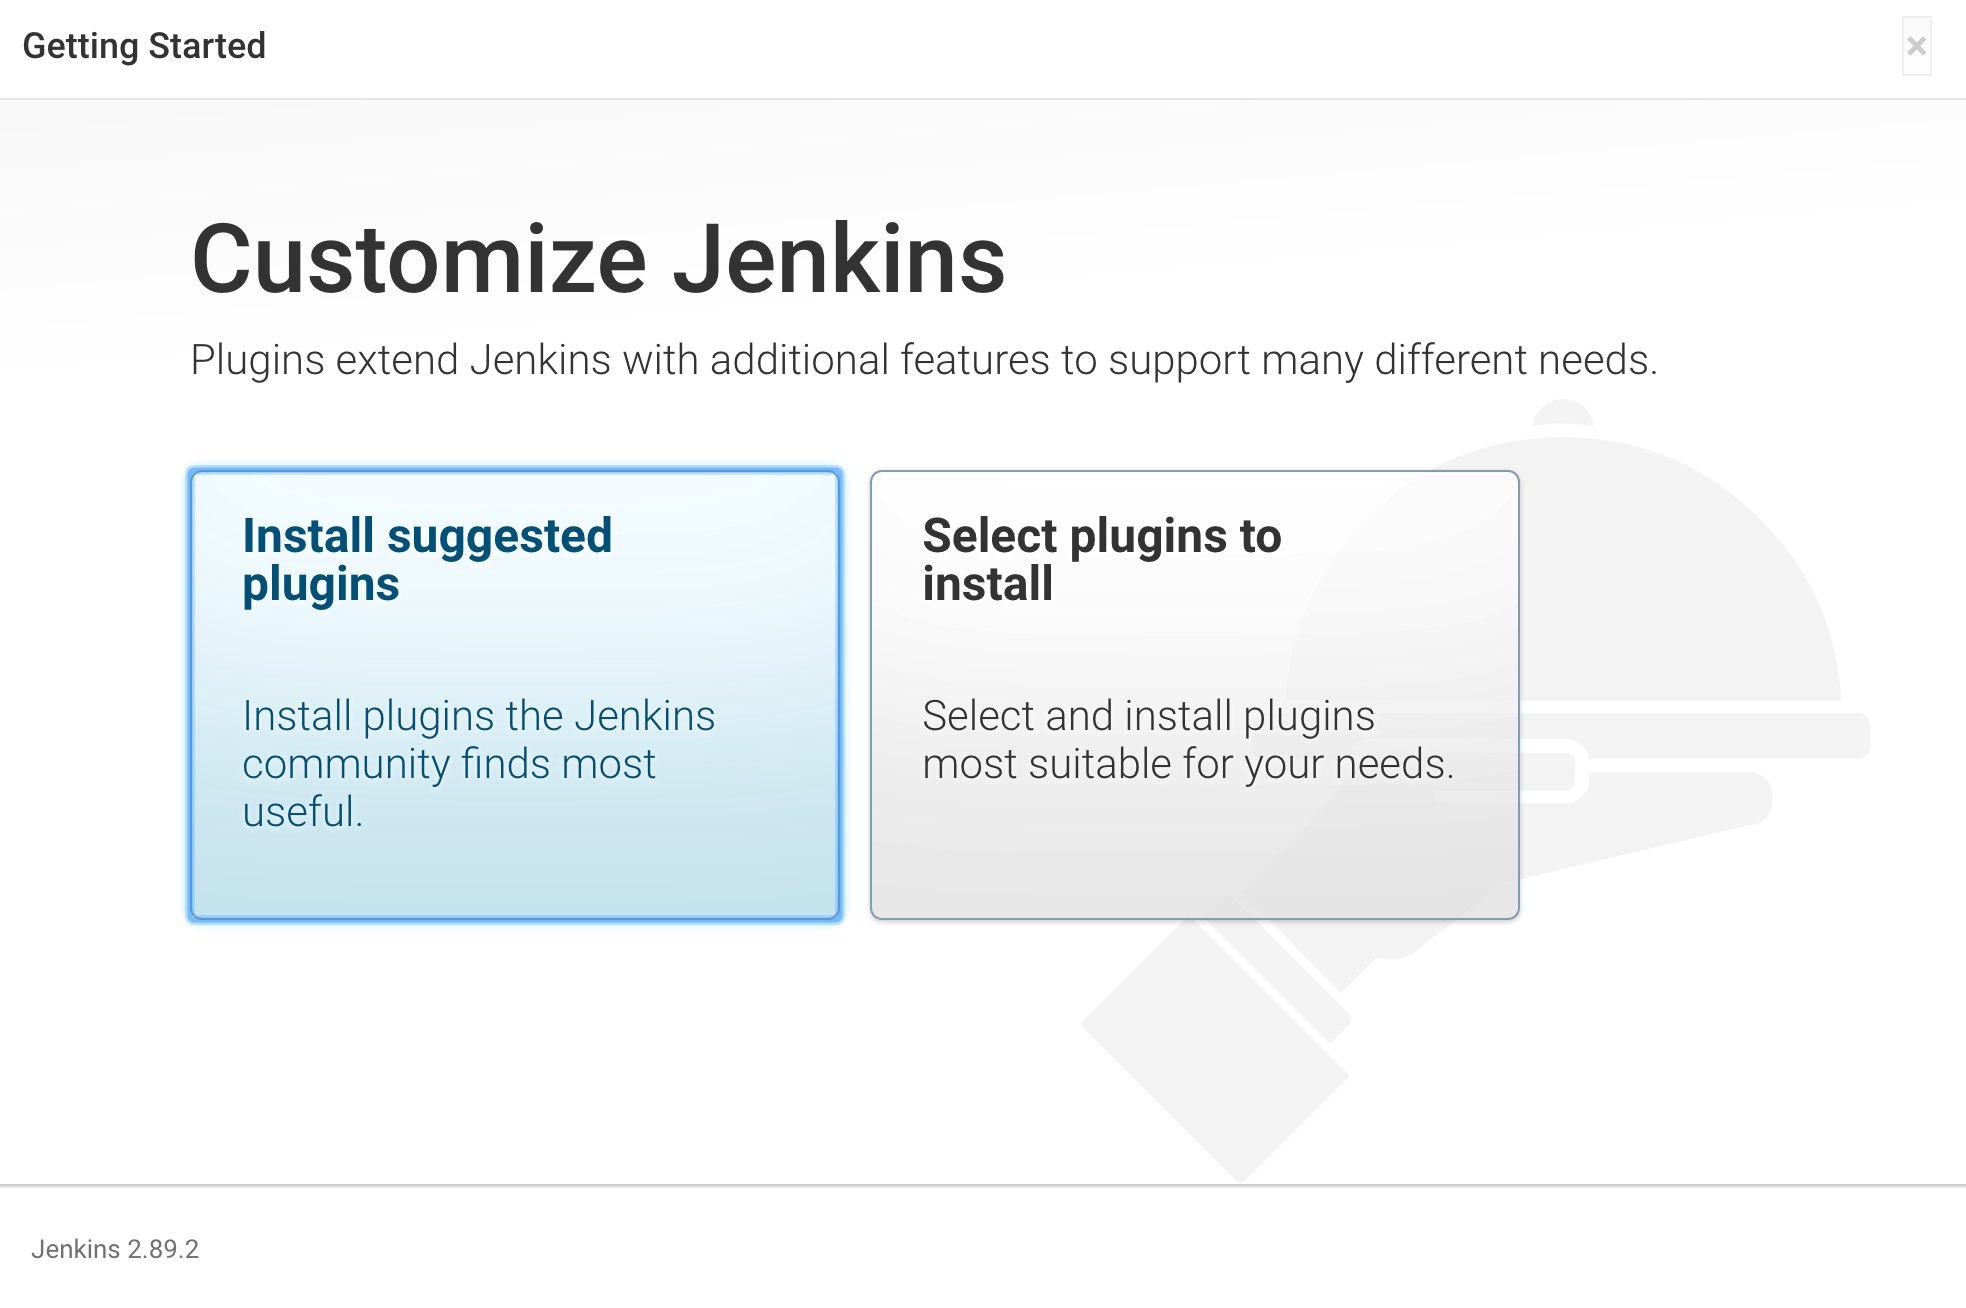 Getting Started
×
Customize Jenkins
Plugins extend Jenkins with additional features to support many different needs.
Install suggested
plugins
Install plugins the Jenkins
community finds most
useful.
Select plugins to
install
Select and install plugins
most suitable for your needs.
Jenkins 2.89.2